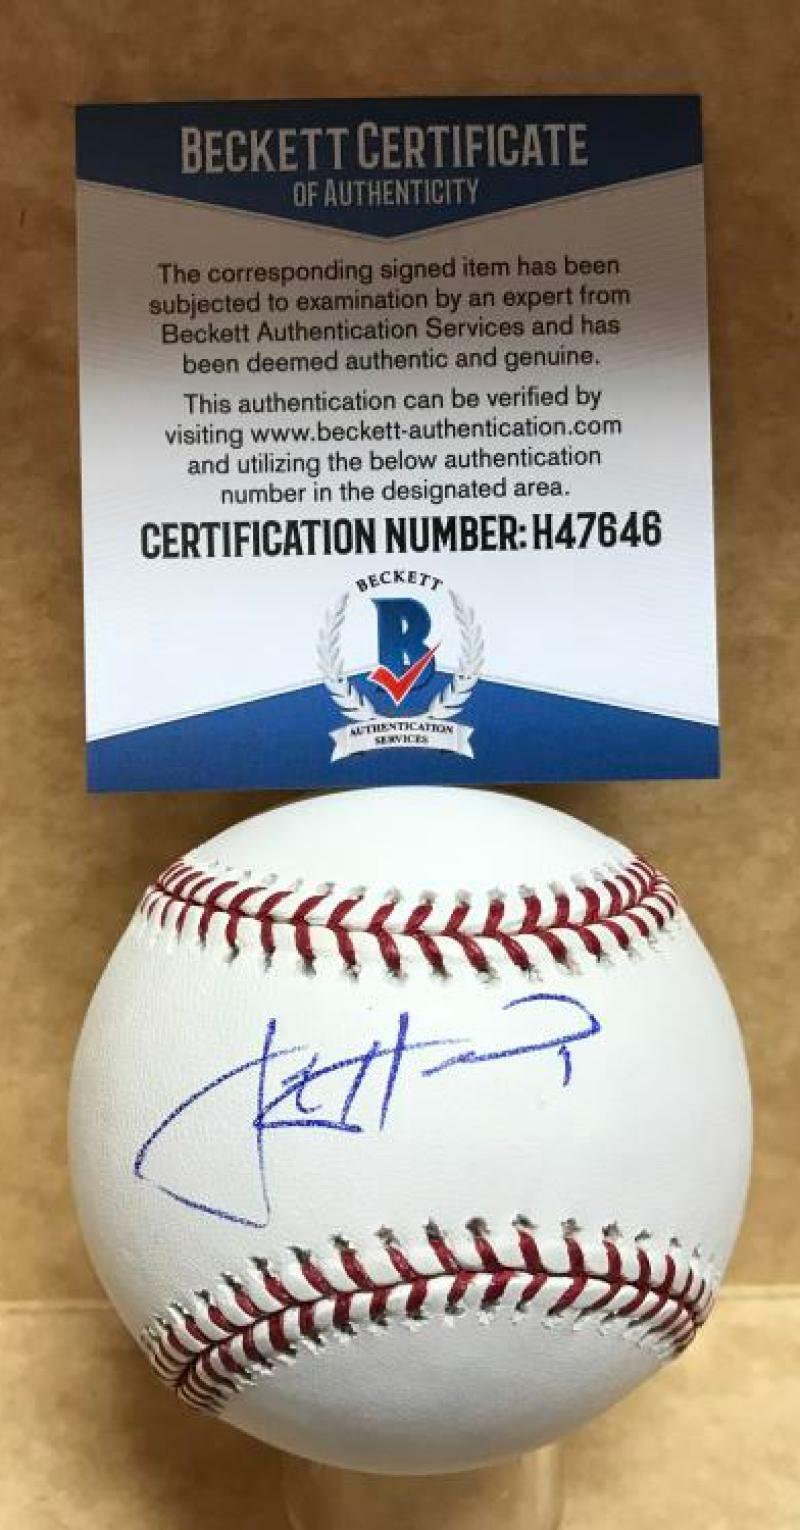 BECKETT CERTIFICATE
OF AUTHENTICITY
The corresponding signed item has been
subjected to examination by an expert from
Beckett Authentication Services and has
been deemed authentic and genuine.
This authentication can be verified by
visiting www.beckett-authentication.com
and utilizing the below authentication
number in the designated area.
CERTIFICATION NUMBER: H47646
BECKETT
B
AUTHENTICATION
SERVICES